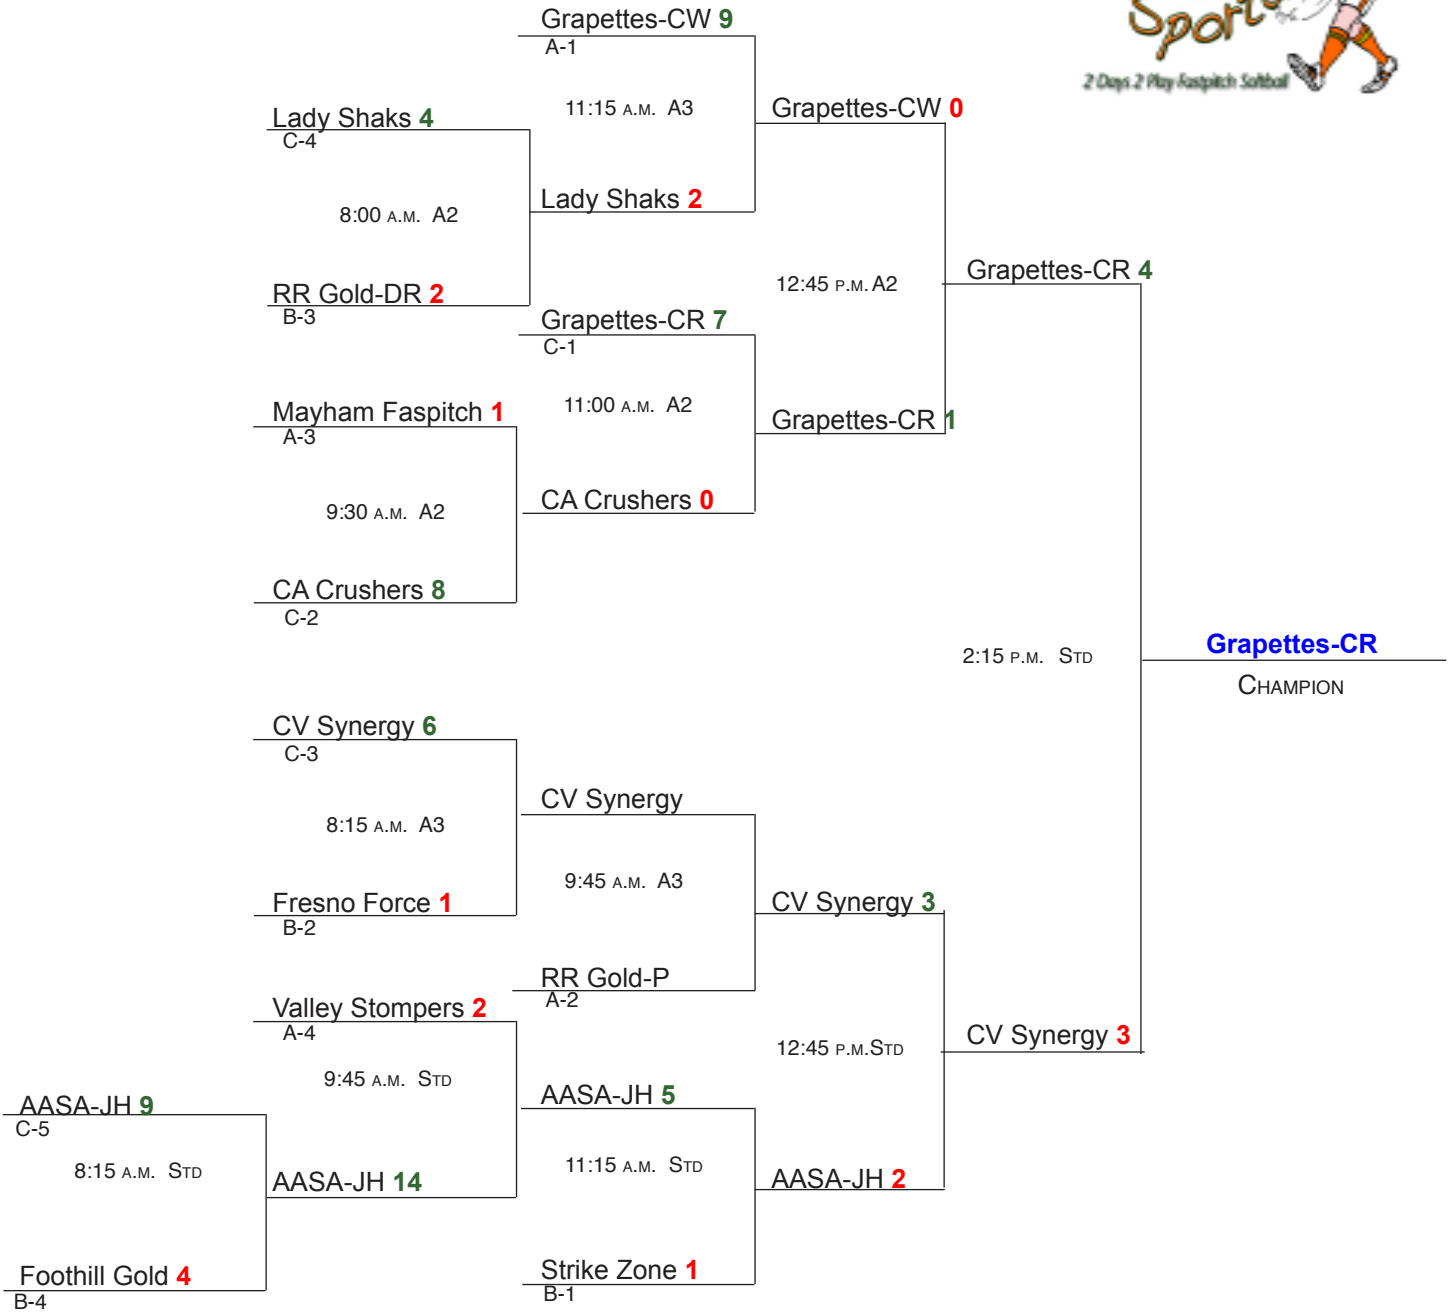 Grapettes-CW 9
A-1
Sports
2 Days 2 Play Fastpitch Softball
11:15 A.M. A3
Grapettes-CW 0
Lady Shaks 4
C-4
Lady Shaks 2
8:00 A.M. A2
12:45 P.M. A2
Grapettes-CR 4
RR Gold-DR 2
B-3
Grapettes-CR 7
C-1
Mayham Faspitch 1
A-3
11:00 A.M. A2
Grapettes-CR 1
CA Crushers 0
9:30 A.M. A2
CA Crushers 8
C-2
2:15 P.M. STD
Grapettes-CR
CHAMPION
CV Synergy 6
C-3
CV Synergy
8:15 A.M. A3
9:45 A.M. A3
Fresno Force 1
B-2
CV Synergy 3
RR Gold-P
A-2
Valley Stompers 2
A-4
12:45 P.M.STD
CV Synergy 3
9:45 A.M. STD
AASA-JH 9
C-5
AASA-JH 5
8:15 A.M. STD
11:15 A.M. STD
AASA-JH 14
AASA-JH 2
Foothill Gold 4
B-4
Strike Zone 1
B-1